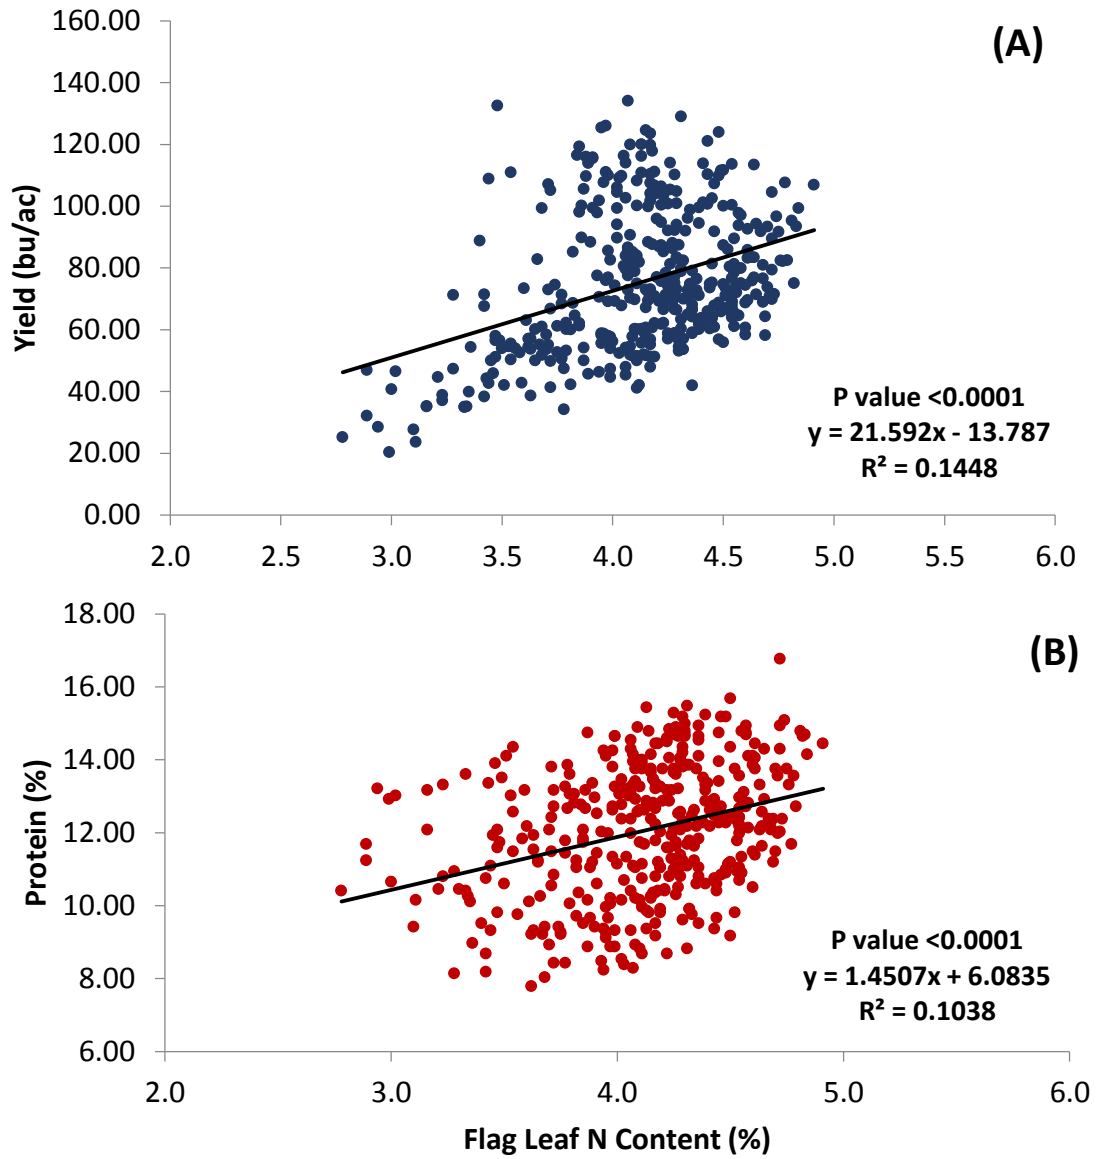 (A)
Yield (bu/ac)
160.00
140.00
120.00
100.00
80.00
60.00
40.00
20.00
0.00
P value <0.0001
y = 21.592x - 13.787
R² = 0.1448
2.0 2.5 3.0 3.5 4.0 4.5 5.0 5.5 6.0
(B)
Protein (%)
18.00
16.00
14.00
12.00
10.00
8.00
6.00
P value <0.0001
y = 1.4507x + 6.0835
R² = 0.1038
2.0 3.0 4.0 5.0 6.0
Flag Leaf N Content (%)